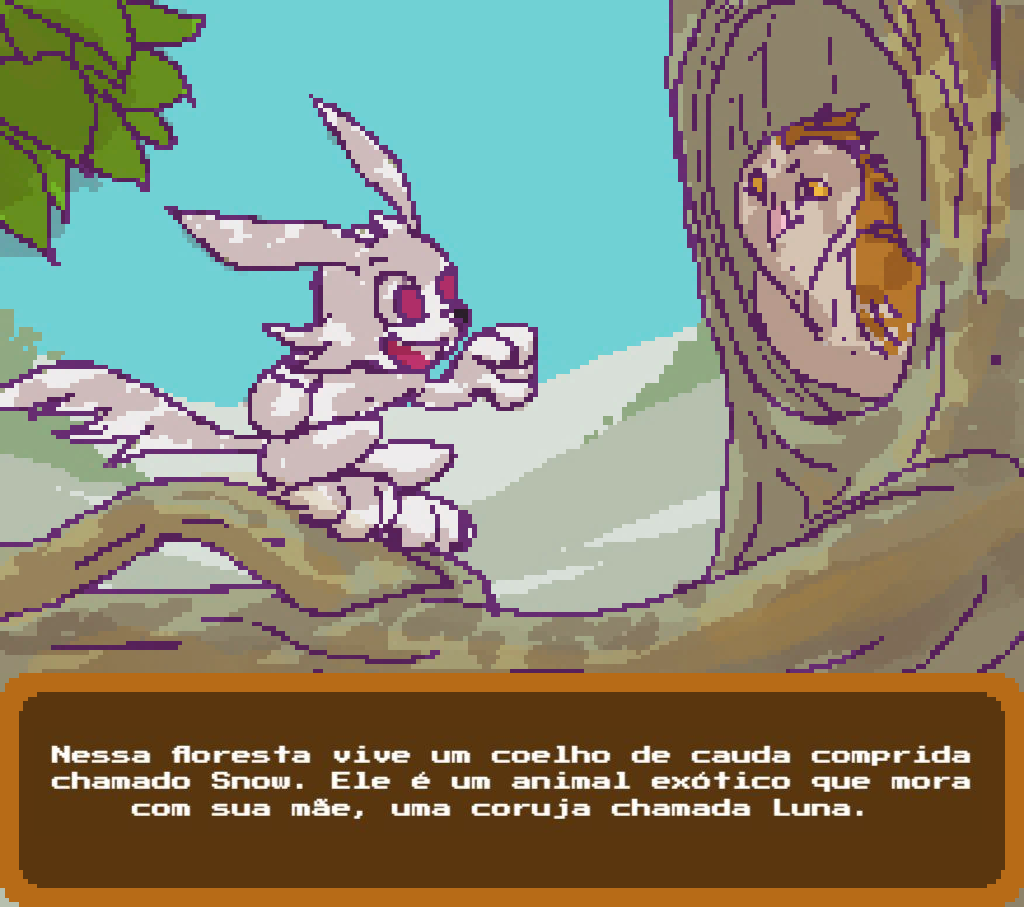 Nessa floresta vive um coelho de cauda comprida
chamado Snow. Ele é um animal exótico que mora
com sua mãe, uma coruja chamada Luna.